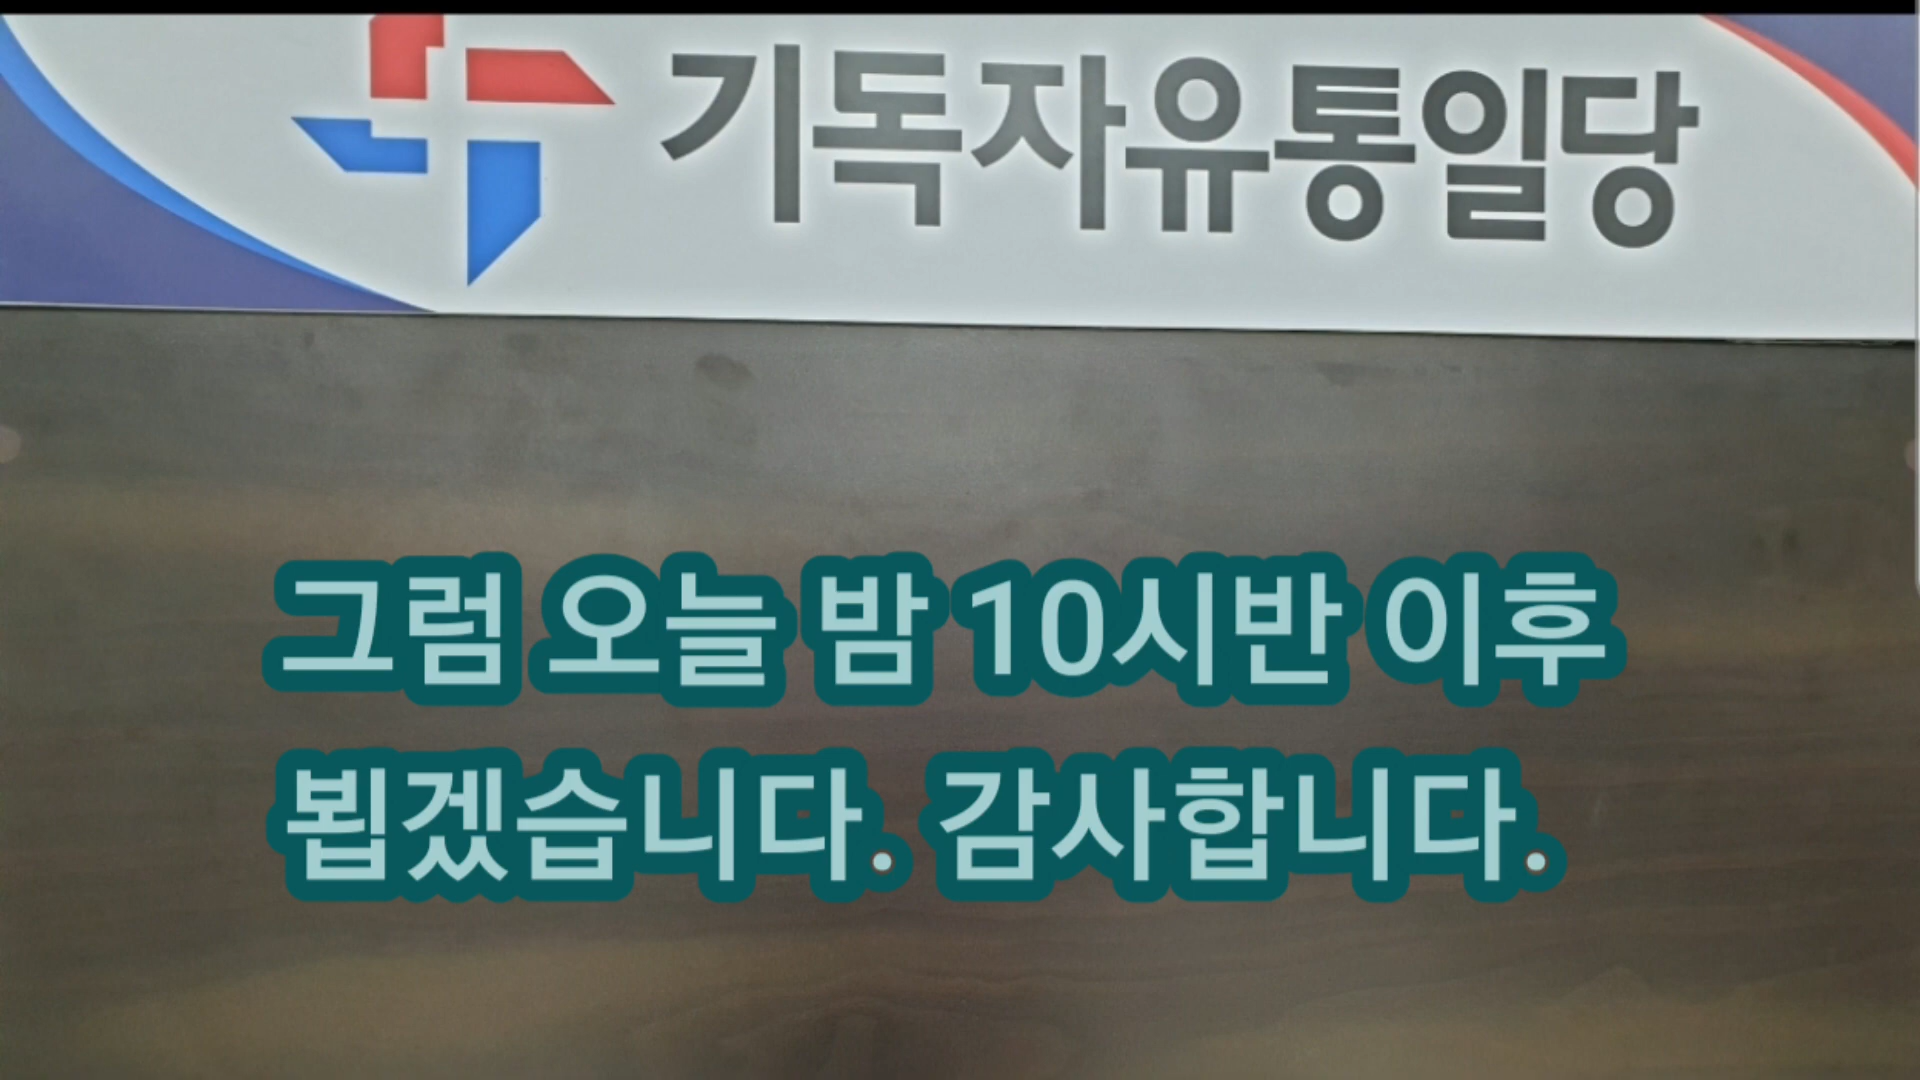 기독자유통일당
그럼 오늘 밤 10시반 이후
뵙겠습니다. 감사합니다.